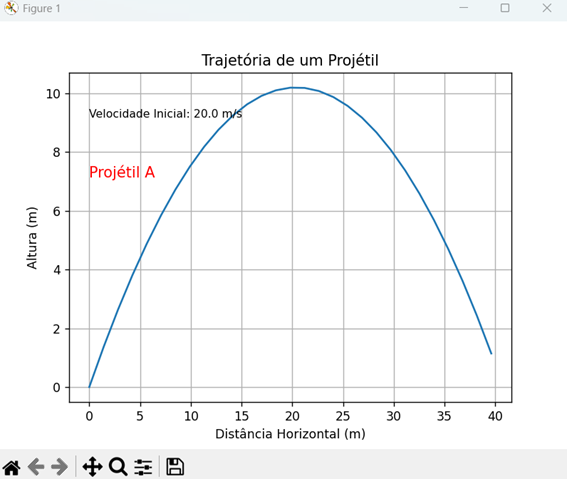 Figure 1
Trajetória de um Projétil
10
Velocidade Inicial: 20.0 m/s
8
Projétil A
6
Altura (m)
4
2
0
0 5 10 15 20 25 30 35 40
Distância Horizontal (m)